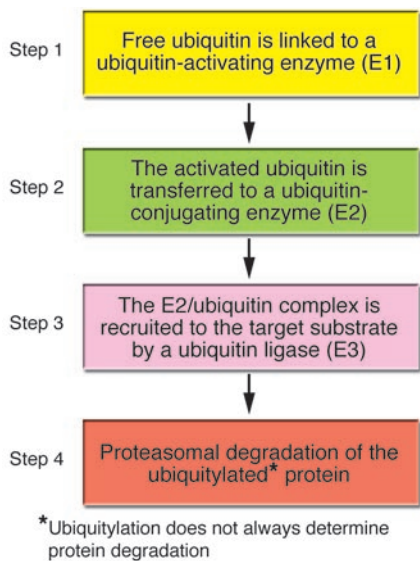 Step 1
Free ubiquitin is linked to a
ubiquitin-activating enzyme (E1)
Step 2
The activated ubiquitin is
transferred to a ubiquitin-
conjugating enzyme (E2)
Step 3
The E2/ubiquitin complex is
recruited to the target substrate
by a ubiquitin ligase (E3)
Step 4
Proteasomal degradation of the
ubiquitylated* protein
*Ubiquitylation does not always determine
protein degradation